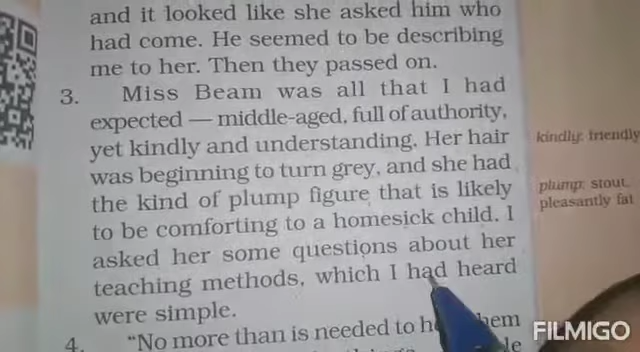 and it looked like she asked him who
had come. He seemed to be describing
me to her. Then they passed on.
3. Miss Beam was all that I had
expected — middle-aged, full of authority,
yet kindly and understanding. Her hair
was beginning to turn grey, and she had
the kind of plump figure that is likely
to be comforting to a homesick child. I
asked her some questions about her
teaching methods, which I had heard
were simple.
4. "No more than is needed to
kindly: friendly
plump: stout,
pleasantly fat
FILMIGO